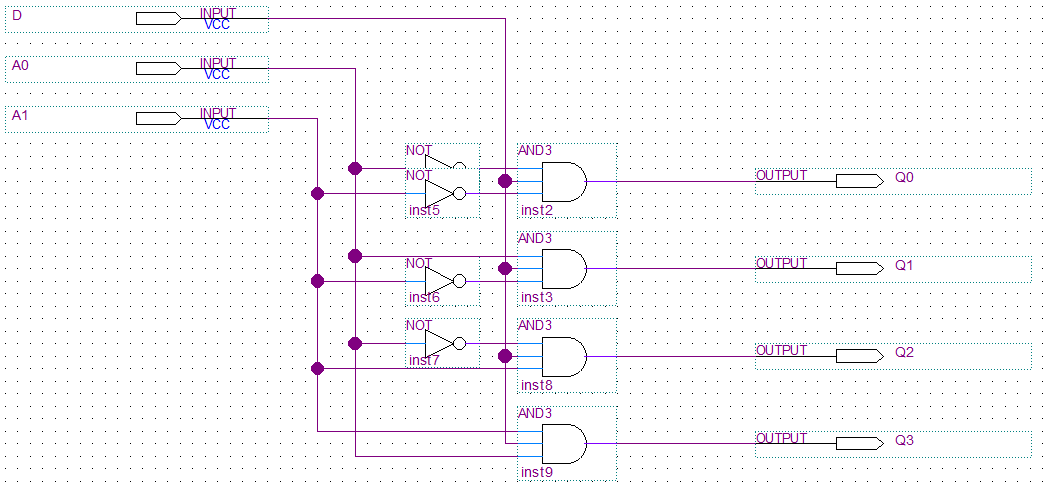 D INPUT
VCC
A0 INPUT
VCC
A1 INPUT
VCC
NOT AND3
NOT OUTPUT Q0
inst5 inst2
AND3
NOT OUTPUT Q1
inst6 inst3
NOT AND3
OUTPUT Q2
inst7
inst8
AND3
OUTPUT Q3
inst9